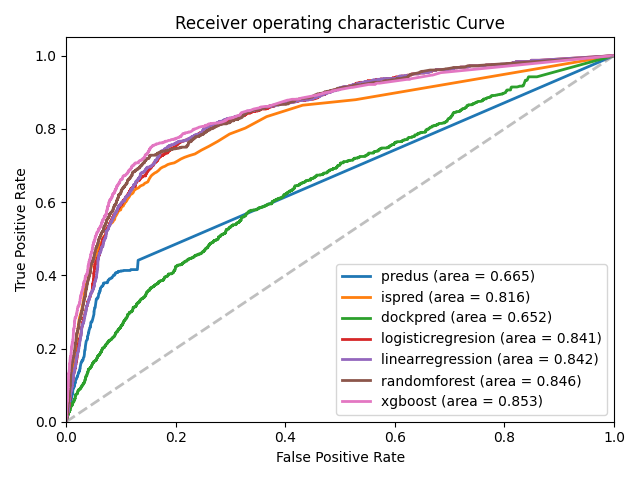 Receiver operating characteristic Curve
True Positive Rate
1.0
0.8
0.6
0.4
0.2
0.0
predus (area = 0.665)
ispred (area = 0.816)
dockpred (area = 0.652)
logisticregresion (area = 0.841)
linearregression (area = 0.842)
randomforest (area = 0.846)
xgboost (area = 0.853)
0.0 0.2 0.4 0.6 0.8 1.0
False Positive Rate